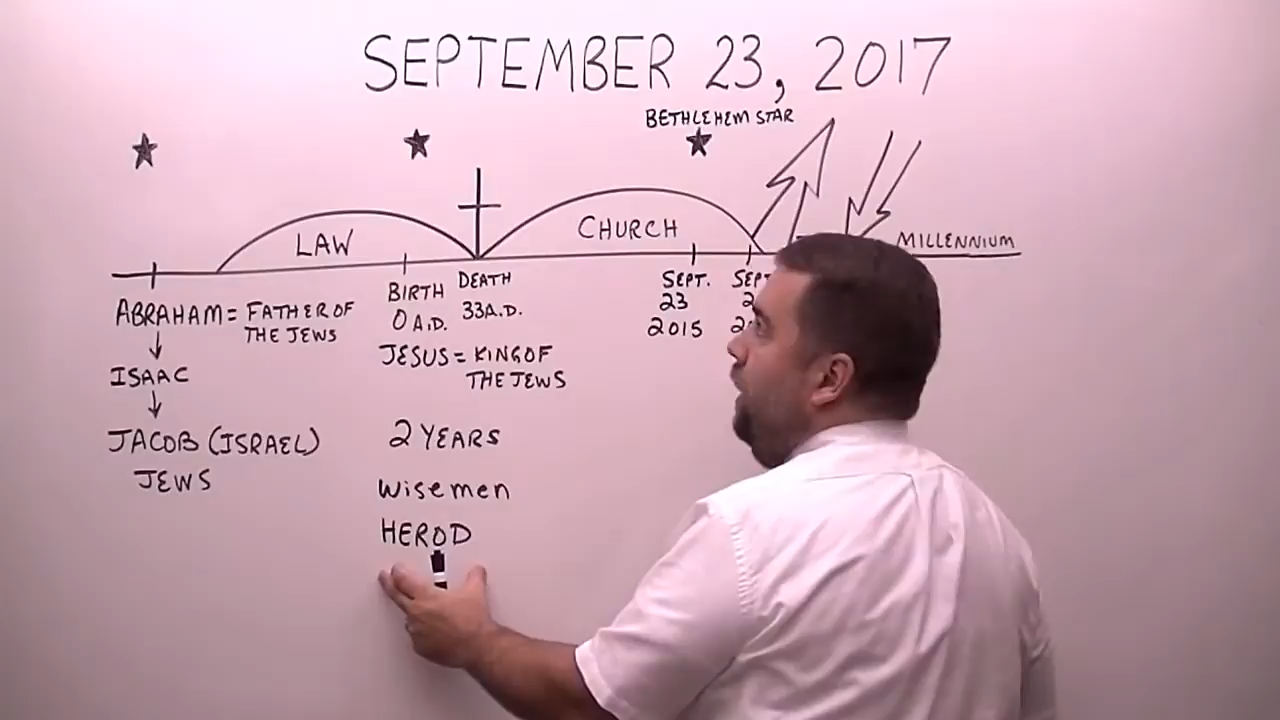 SEPTEMBER 23, 2017
BETHLEHEM STAR
LAW
CHURCH
MILLENNIUM
ABRAHAM = FATHER OF
THE JEWS
ISAAC
JACOB (ISRAEL)
JEWS
BIRTH
0 A.D.
DEATH
33 A.D.
JESUS = KING OF
THE JEWS
2 YEARS
Wisemen
HEROD
SEPT.
23
2015